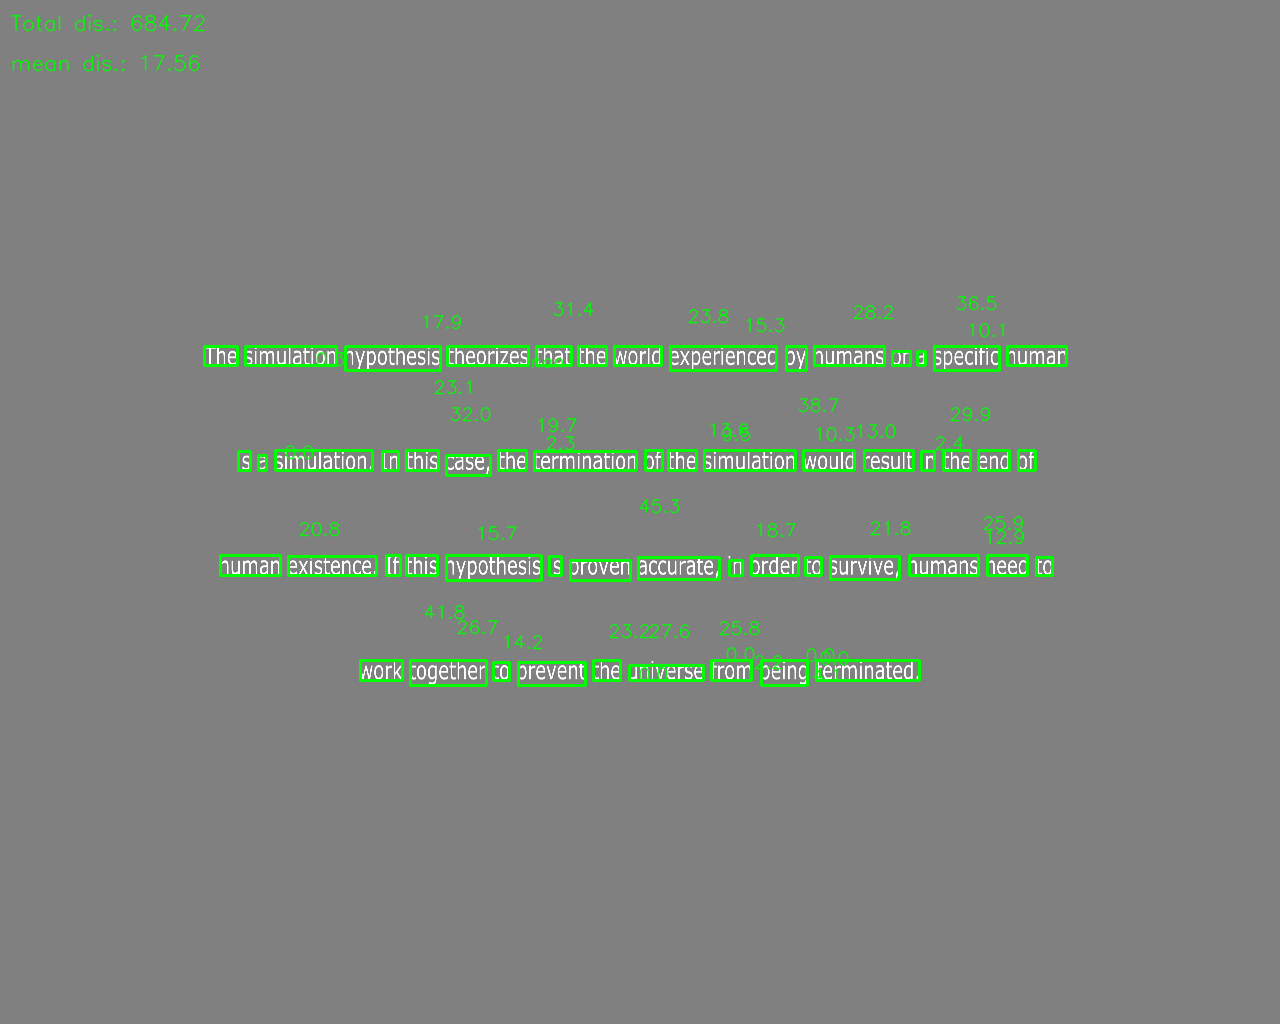 Total dis.: 684.72
mean dis.: 17.56
36.5
31.4
28.2
23.8
17.9 15.3
10.1
The simulation hypothesis theorizes that the world experienced by humans or a specific human
23.1
38.7
32.0 29.9
19.7 13.6 10.3 13.0
2.3 2.4
is a simulation. In this case, the termination of the simulation would result in the end of
45.3
25.9
20.8 15.7 18.7 21.8 12.9
human existence. If this hypothesis is proven accurate, in order to survive, humans need to
41.8
26.7 23.2 27.6 25.8
14.2
0.0 0.0
work together to prevent the universe from being terminated.